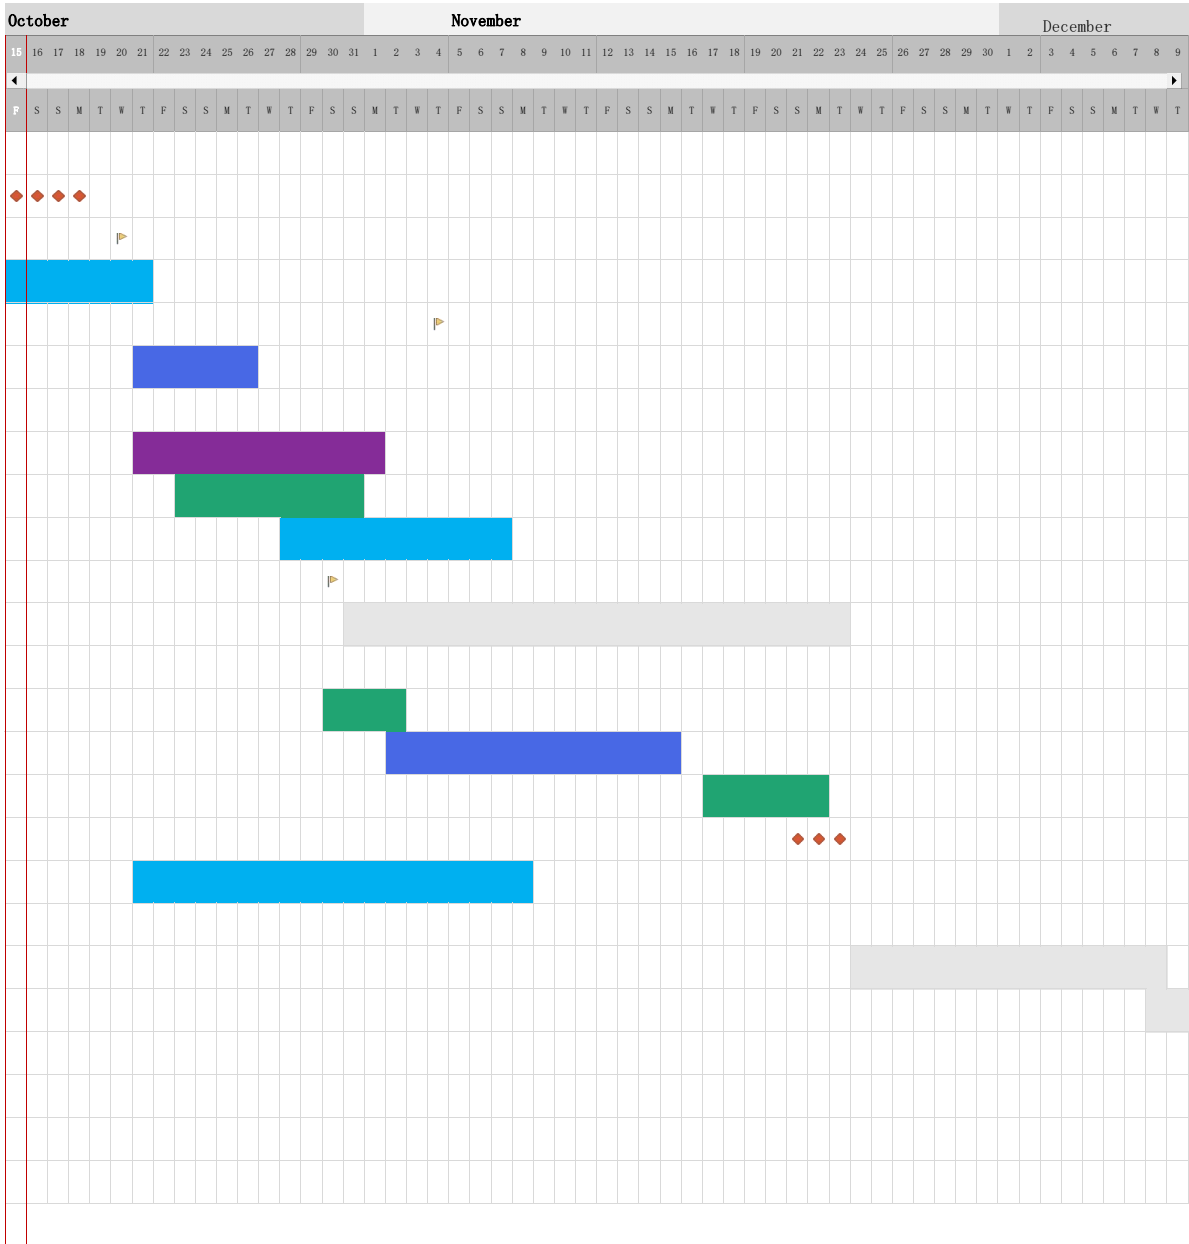 October November December
15 16 17 18 19 20 21 22 23 24 25 26 27 28 29 30 31 1 2 3 4 5 6 7 8 9 10 11 12 13 14 15 16 17 18 19 20 21 22 23 24 25 26 27 28 29 30 1 2 3 4 5 6 7 8 9
F S S M T W T F S S M T W T F S S M T W T F S S M T W T F S S M T W T F S S M T W T F S S M T W T F S S M T W T